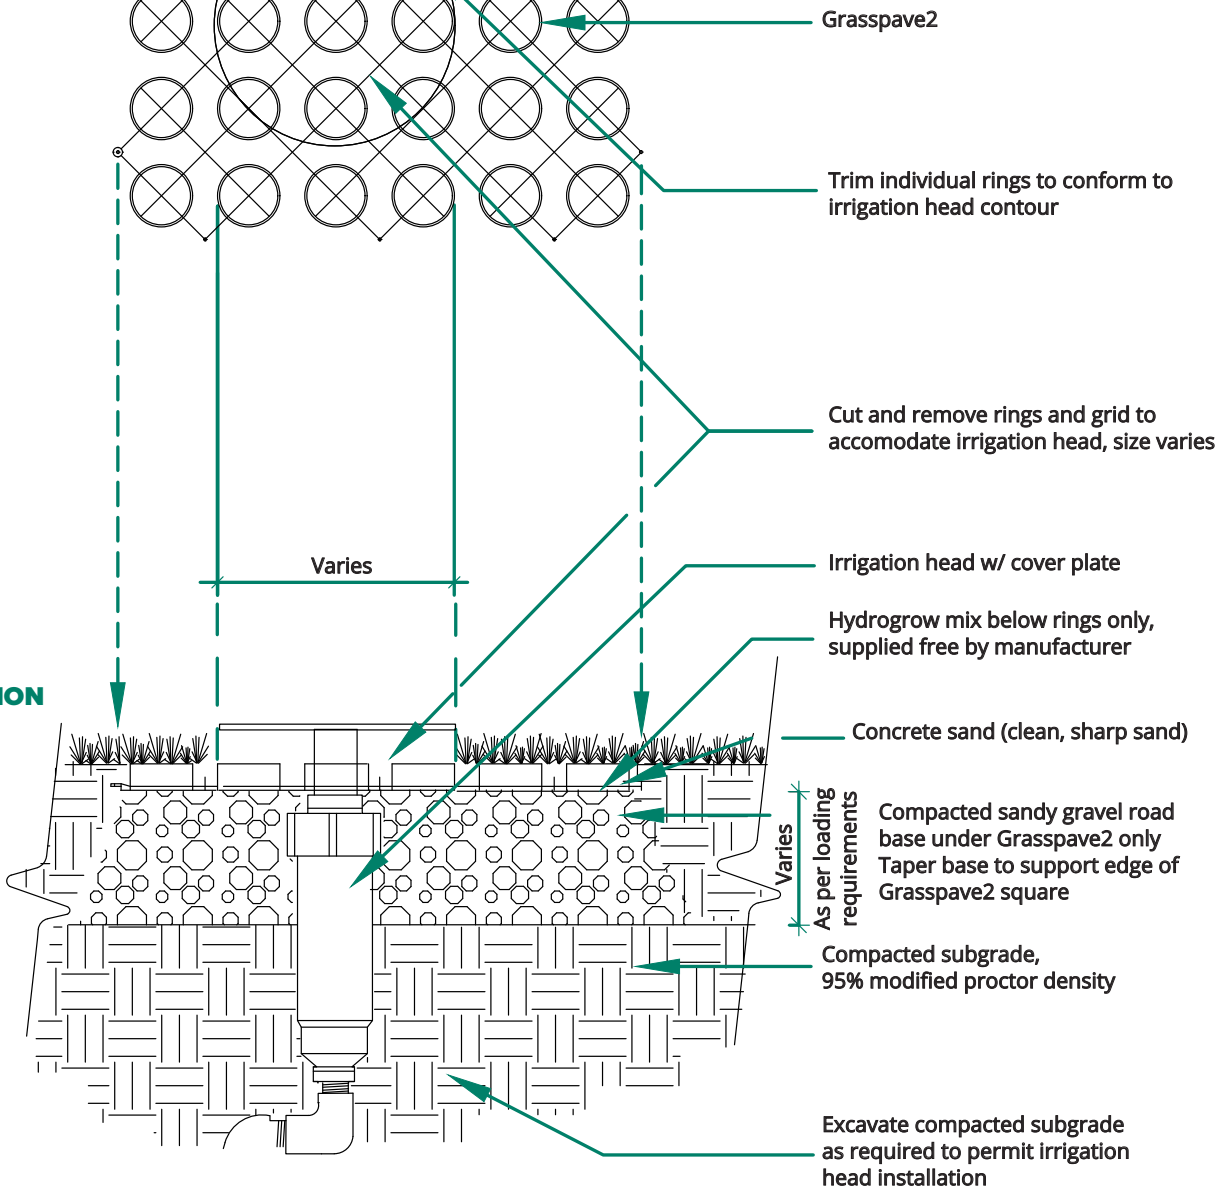 Grasspave2
Trim individual rings to conform to
irrigation head contour
Cut and remove rings and grid to
accomodate irrigation head, size varies
Varies
Irrigation head w/ cover plate
Hydrogrow mix below rings only,
supplied free by manufacturer
ION
Concrete sand (clean, sharp sand)
Varies
As per loading
requirements
Compacted sandy gravel road
base under Grasspave2 only
Taper base to support edge of
Grasspave2 square
Compacted subgrade,
95% modified proctor density
Excavate compacted subgrade
as required to permit irrigation
head installation